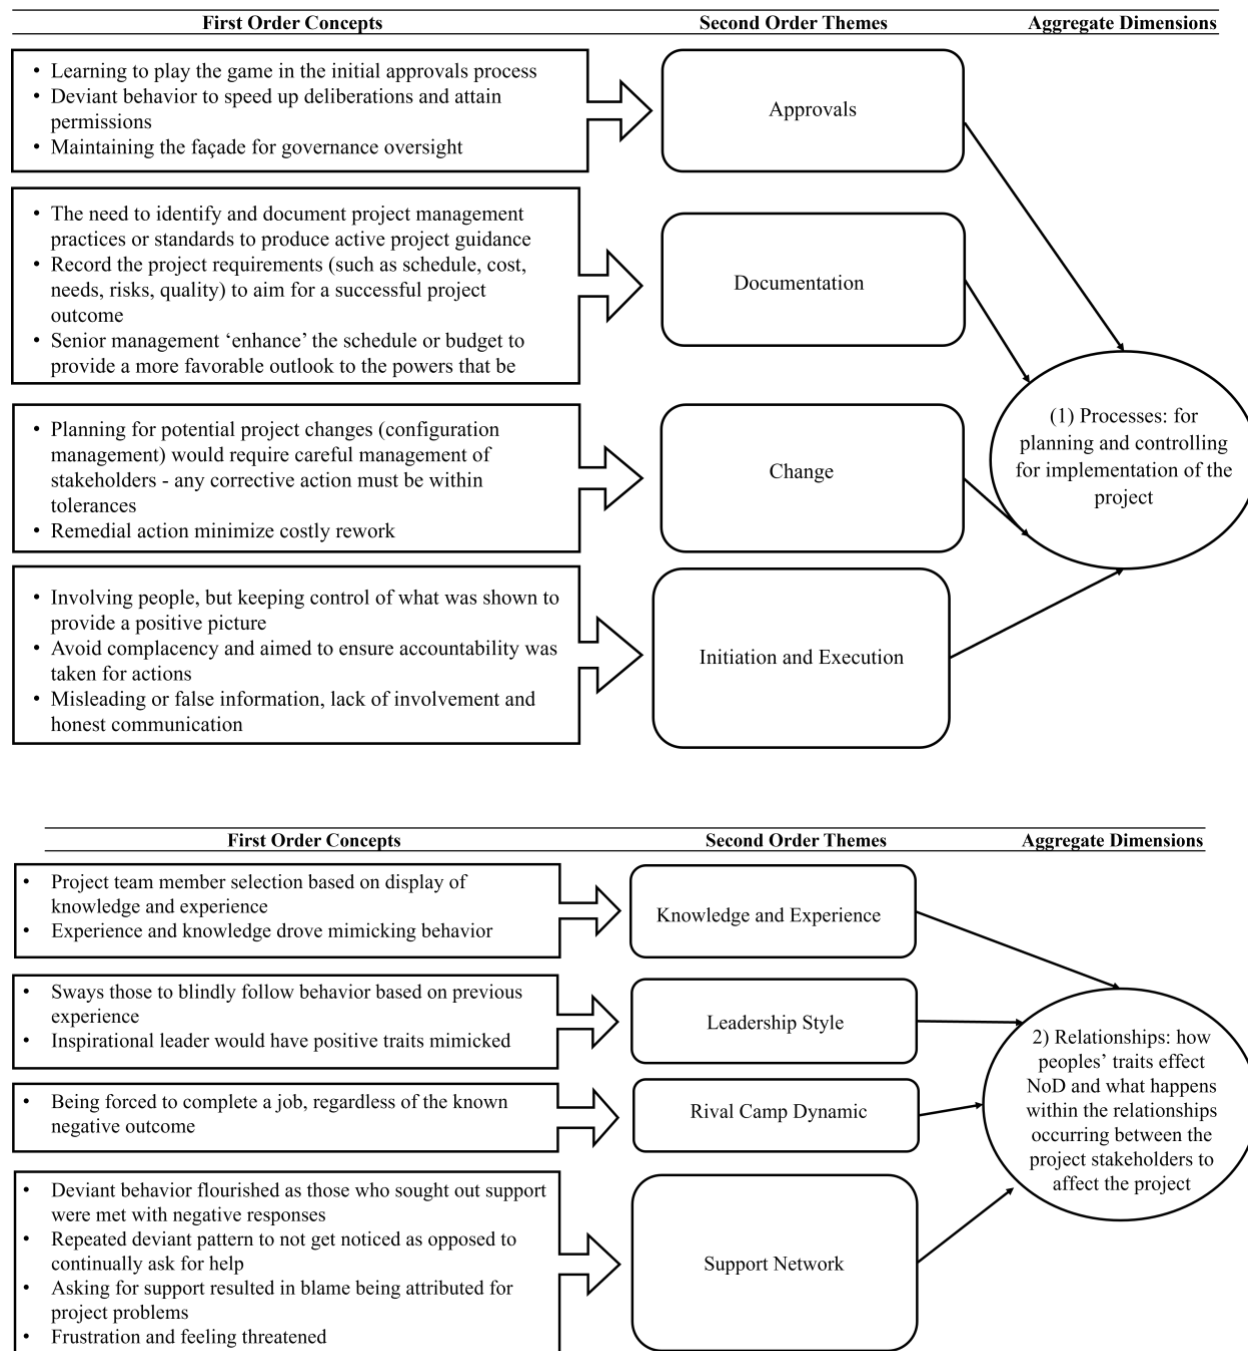 First Order Concepts Second Order Themes Aggregate Dimensions
• Learning to play the game in the initial approvals process
• Deviant behavior to speed up deliberations and attain
permissions
• Maintaining the façade for governance oversight
Approvals
• The need to identify and document project management
practices or standards to produce active project guidance
• Record the project requirements (such as schedule, cost,
needs, risks, quality) to aim for a successful project
outcome
• Senior management ‘enhance’ the schedule or budget to
provide a more favorable outlook to the powers that be
Documentation
• Planning for potential project changes (configuration
management) would require careful management of
stakeholders - any corrective action must be within
tolerances
• Remedial action minimize costly rework
Change
• Involving people, but keeping control of what was shown to
provide a positive picture
• Avoid complacency and aimed to ensure accountability was
taken for actions
• Misleading or false information, lack of involvement and
honest communication
Initiation and Execution
(1) Processes: for
planning and controlling
for implementation of the
project
First Order Concepts Second Order Themes Aggregate Dimensions
• Project team member selection based on display of
knowledge and experience
• Experience and knowledge drove mimicking behavior
Knowledge and Experience
• Sways those to blindly follow behavior based on previous
experience
• Inspirational leader would have positive traits mimicked
Leadership Style
• Being forced to complete a job, regardless of the known
negative outcome
Rival Camp Dynamic
• Deviant behavior flourished as those who sought out support
were met with negative responses
• Repeated deviant pattern to not get noticed as opposed to
continually ask for help
• Asking for support resulted in blame being attributed for
project problems
• Frustration and feeling threatened
Support Network
2) Relationships: how
peoples’ traits effect
NoD and what happens
within the relationships
occurring between the
project stakeholders to
affect the project